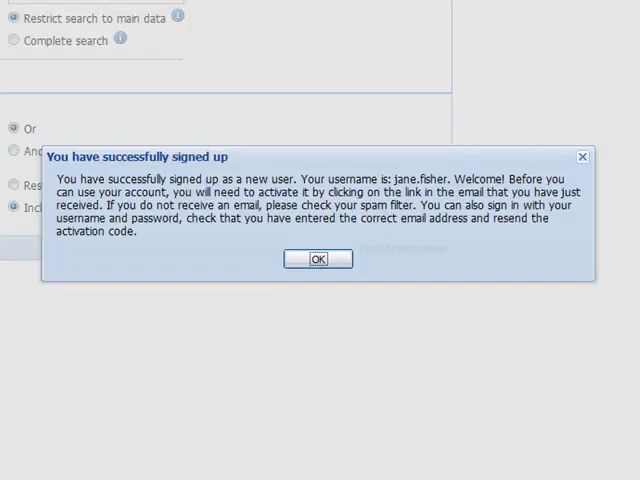 Restrict search to main data
Complete search
Or
You have successfully signed up
You have successfully signed up as a new user. Your username is: jane.fisher. Welcome! Before you
can use your account, you will need to activate it by clicking on the link in the email that you have just
received. If you do not receive an email, please check your spam filter. You can also sign in with your
username and password, check that you have entered the correct email address and resend the
activation code.
OK